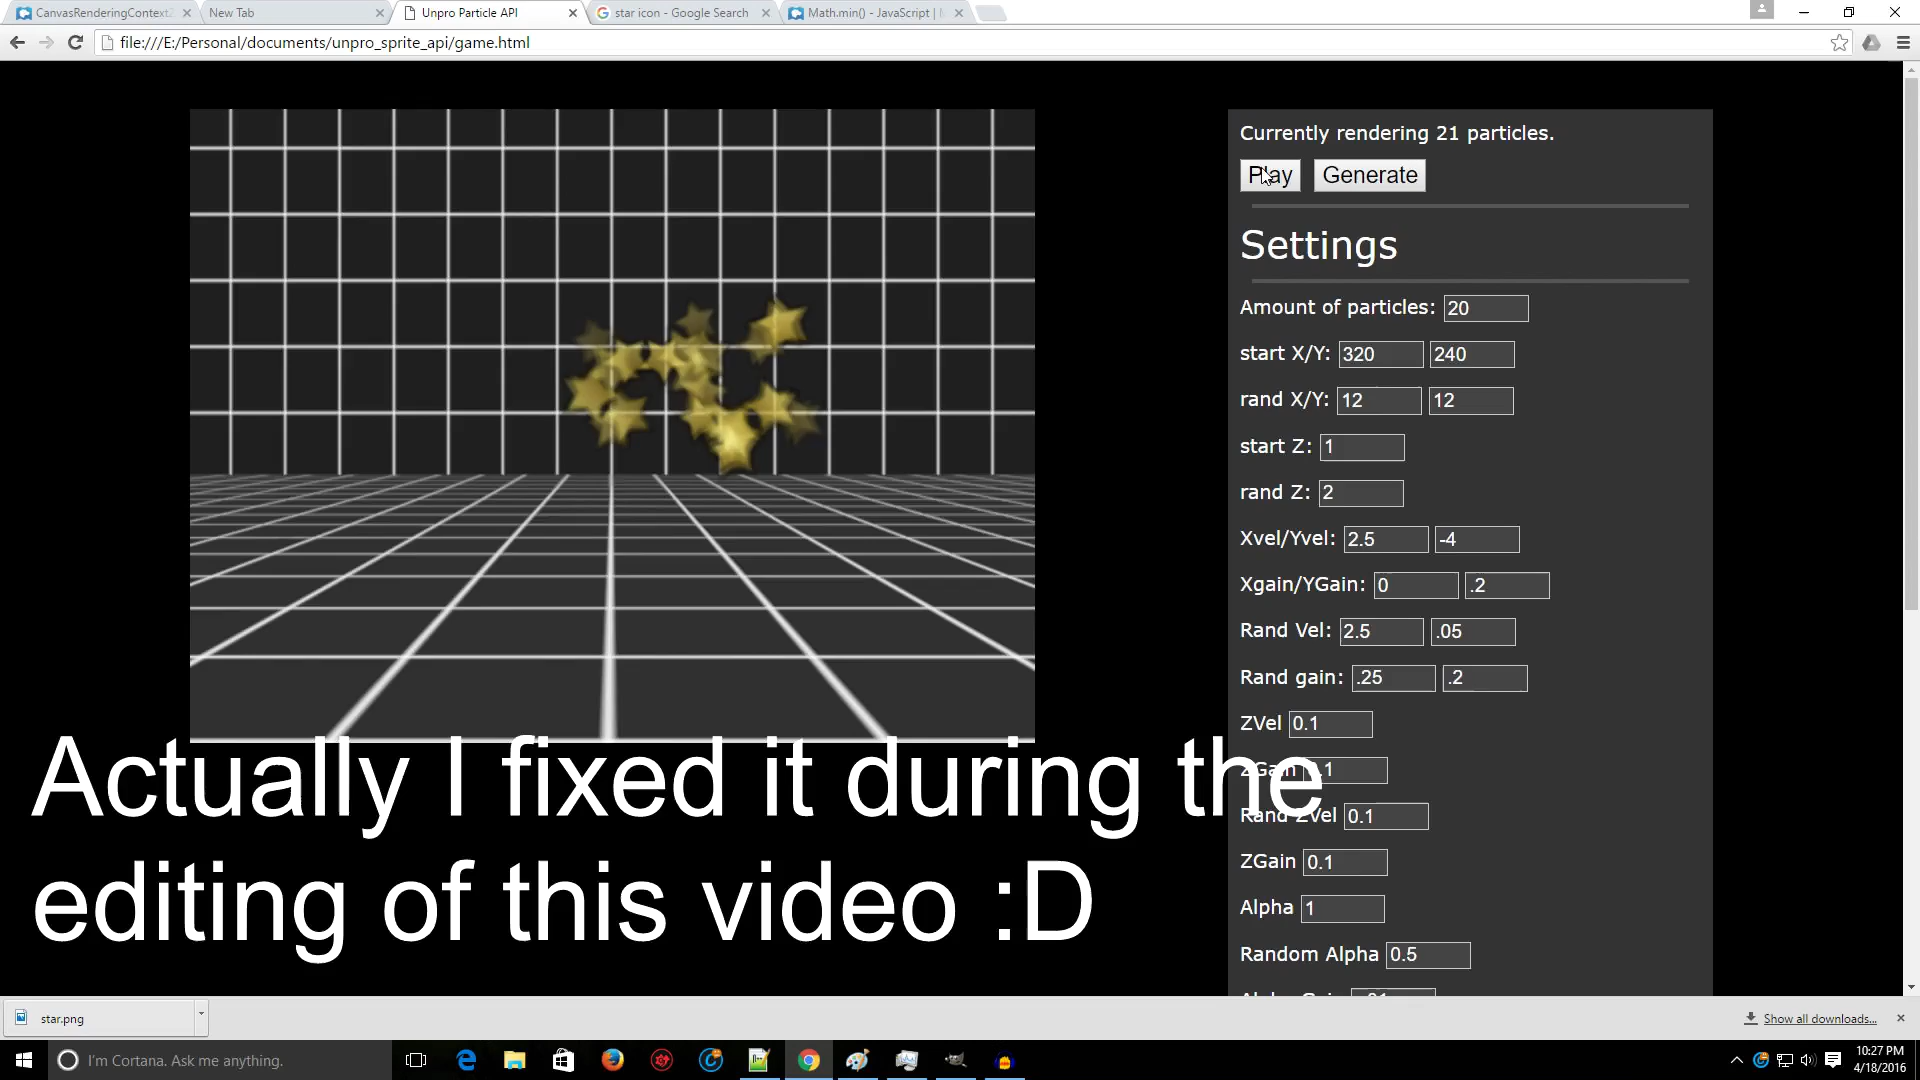 CanvasRenderingContext2
New Tab
Unpro Particle API
star icon - Google Search
Math.min() - JavaScript |
file:///E:/Personal/documents/unpro_sprite_api/game.html
Currently rendering 21 particles.
Play Generate
Settings
Amount of particles: 20
start X/Y: 320 240
rand X/Y: 12 12
start Z: 1
rand Z: 2
Xvel/Yvel: 2.5 -4
Xgain/YGain: 0 .2
Rand Vel: 2.5 .05
Rand gain: .25 .2
ZVel 0.1
ZGain 0.1
Rand ZVel 0.1
ZGain 0.1
Alpha 1
Random Alpha 0.5
Actually I fixed it during the
editing of this video :D
star.png
Show all downloads...
I'm Cortana. Ask me anything.
10:27 PM
4/18/2016